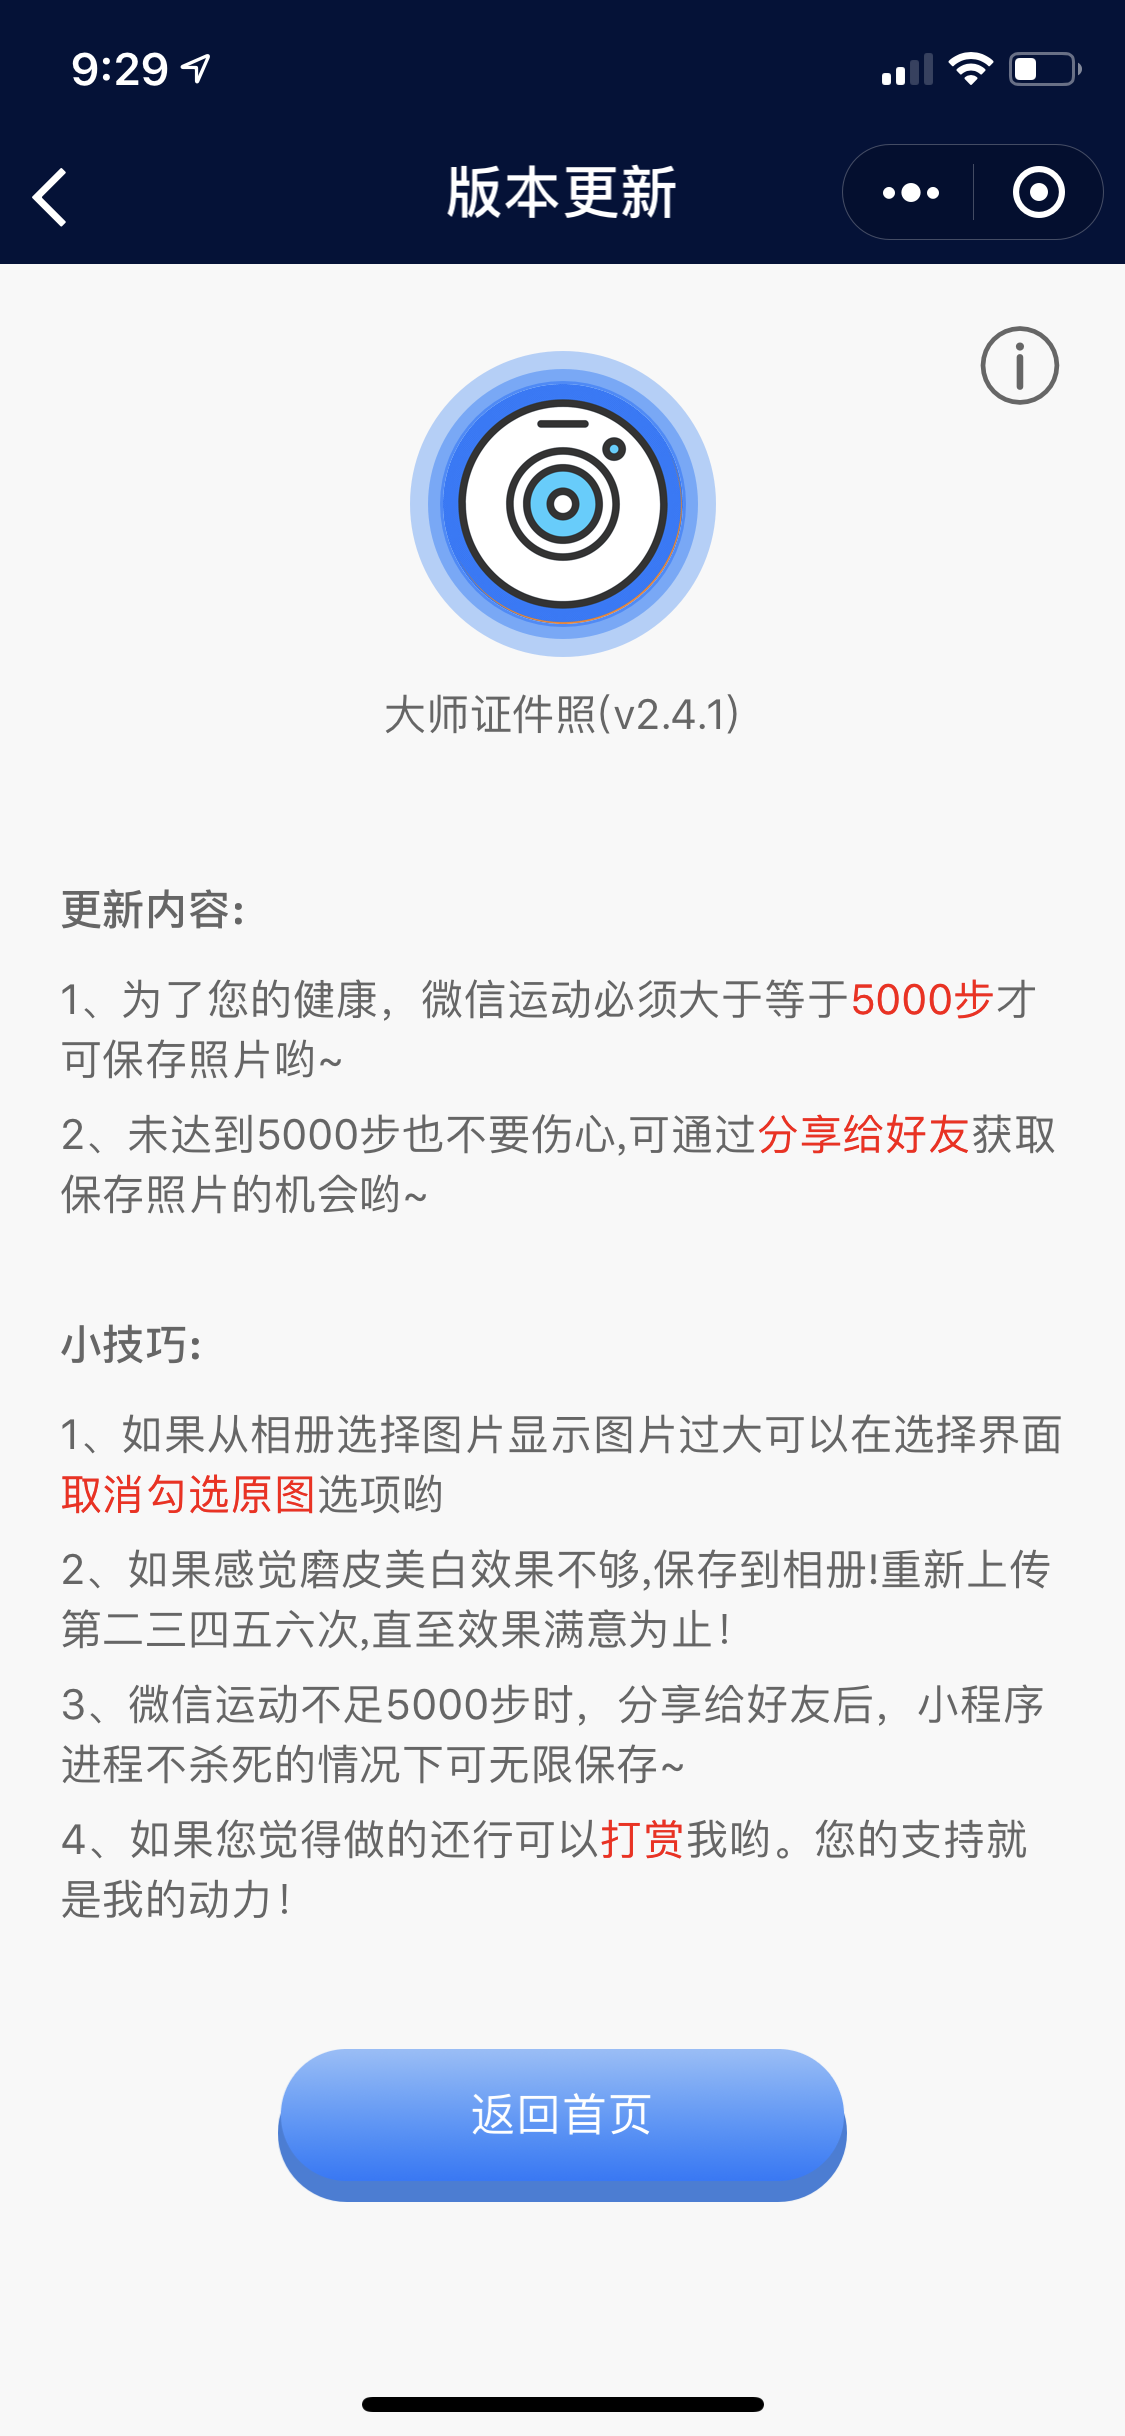 9:29
版本更新
大师证件照(v2.4.1)
更新内容:
1、为了您的健康，微信运动必须大于等于5000步才
可保存照片哟~
2、未达到5000步也不要伤心,可通过分享给好友获取
保存照片的机会哟~
小技巧:
1、如果从相册选择图片显示图片过大可以在选择界面
取消勾选原图选项哟
2、如果感觉磨皮美白效果不够,保存到相册!重新上传
第二三四五六次,直至效果满意为止！
3、微信运动不足5000步时，分享给好友后，小程序
进程不杀死的情况下可无限保存~
4、如果您觉得做的还行可以打赏我哟。您的支持就
是我的动力！
返回首页